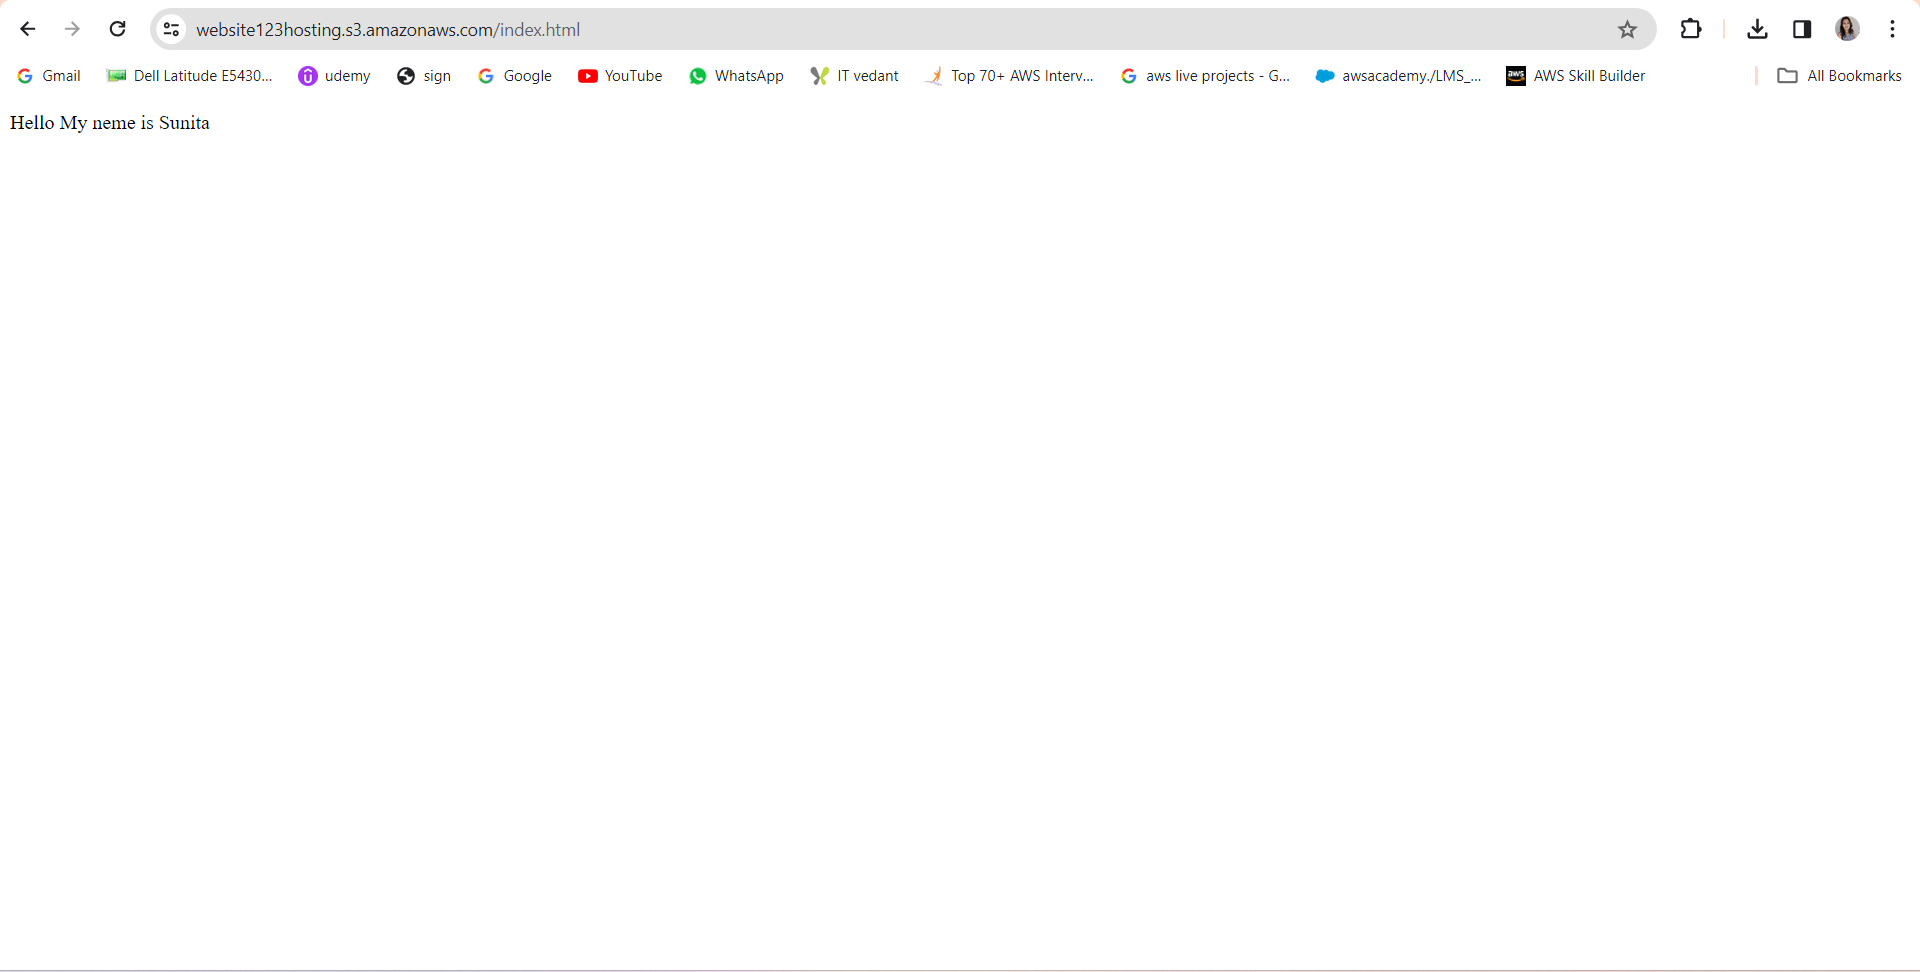 website123hosting.s3.amazonaws.com/index.html
Gmail Dell Latitude E5430... udemy sign Google YouTube WhatsApp IT vedant Top 70+ AWS Interv... aws live projects - G... awsacademy./LMS_... aws AWS Skill Builder All Bookmarks
Hello My neme is Sunita